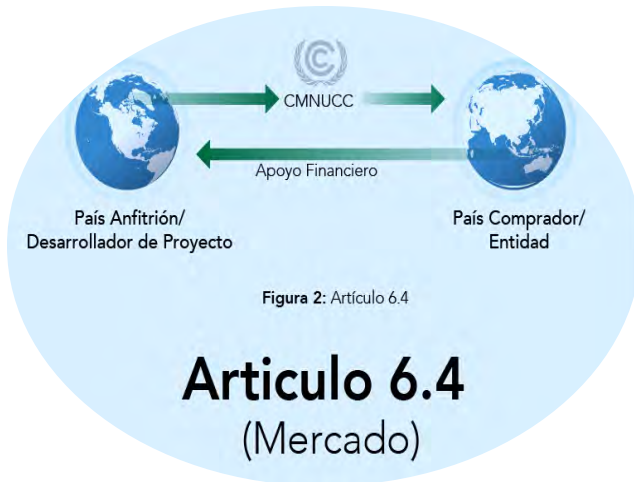 CMNUCC
Apoyo Financiero
País Anfitrión/
Desarrollador de Proyecto
País Comprador/
Entidad
Figura 2: Artículo 6.4
Articulo 6.4
(Mercado)